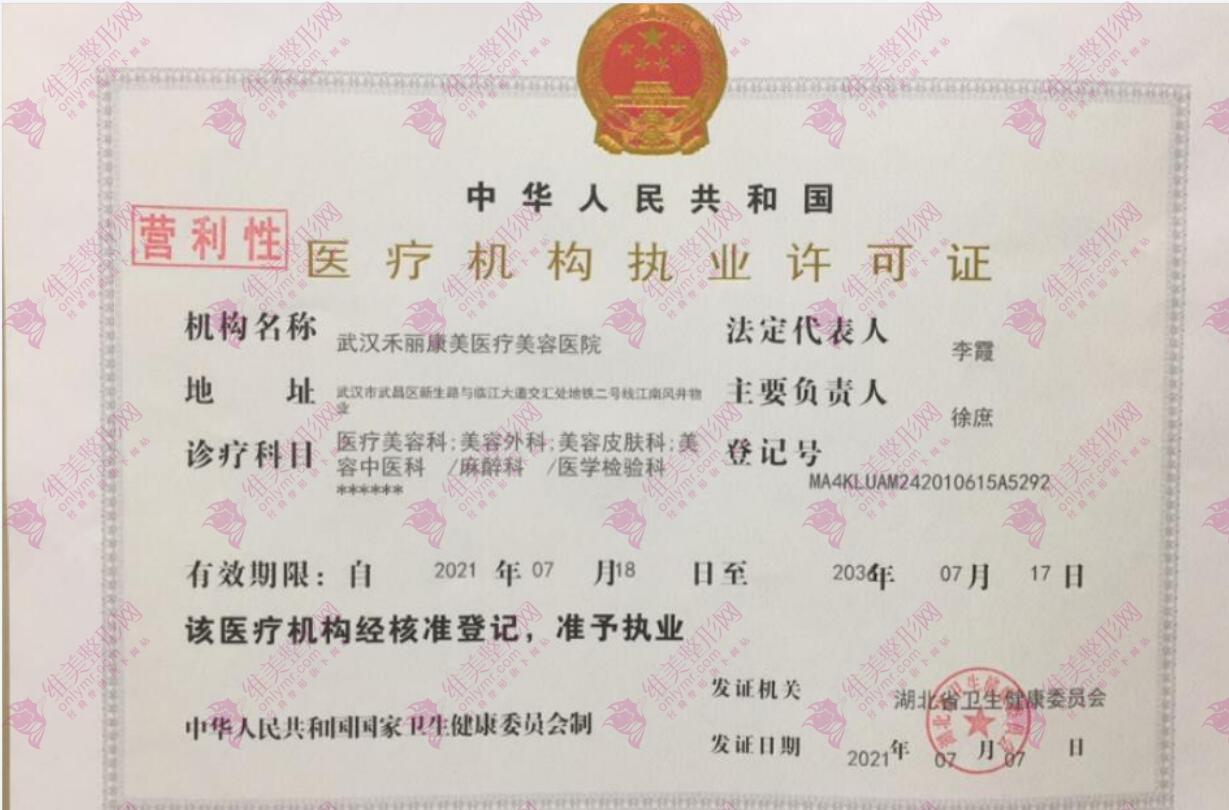 中华人民共和国
营利性
医疗机构执业许可证
机构名称 武汉禾丽康美医疗美容医院
法定代表人 李霞
地 址 武汉市武昌区新生路与临江大道交汇处地铁二号线江南风井物
业
主要负责人 徐庶
诊疗科目 医疗美容科;美容外科;美容皮肤科;美
容中医科 /麻醉科 /医学检验科
******
登记号
MA4KLUAM242010615A5292
有效期限: 自 2021 年 07 月 18 日至 2036 年 07 月 17 日
该医疗机构经核准登记，准予执业
发证机关 湖北省卫生健康委员会
中华人民共和国国家卫生健康委员会制
发证日期 2021 年 07 月 07 日
维美整形网
onlymr.com